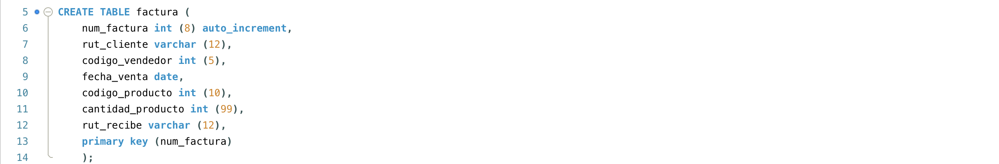 5 CREATE TABLE factura (
6 num_factura int (8) auto_increment,
7 rut_cliente varchar (12),
8 codigo_vendedor int (5),
9 fecha_venta date,
10 codigo_producto int (10),
11 cantidad_producto int (99),
12 rut_recibe varchar (12),
13 primary key (num_factura)
14 );